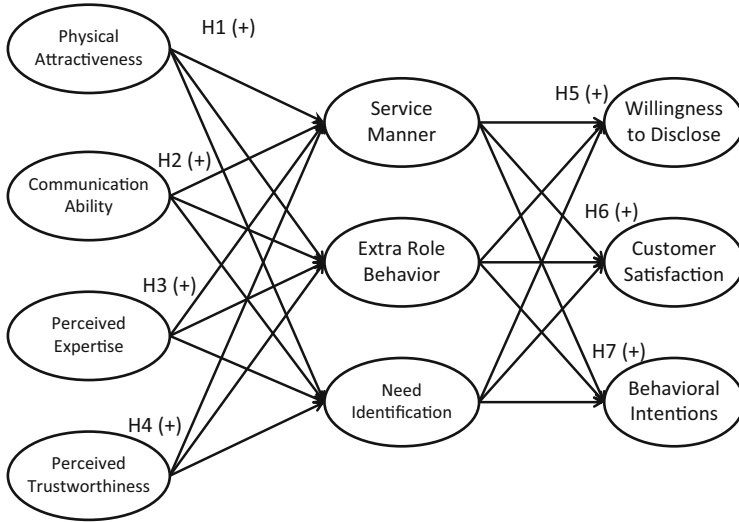 Physical
Attractiveness
H1 (+)
Service
Manner
H5 (+)
Willingness
to Disclose
Communication
Ability
H2 (+)
Extra Role
Behavior
H6 (+)
Customer
Satisfaction
Perceived
Expertise
H3 (+)
Need
Identification
H7 (+)
Behavioral
Intentions
Perceived
Trustworthiness
H4 (+)